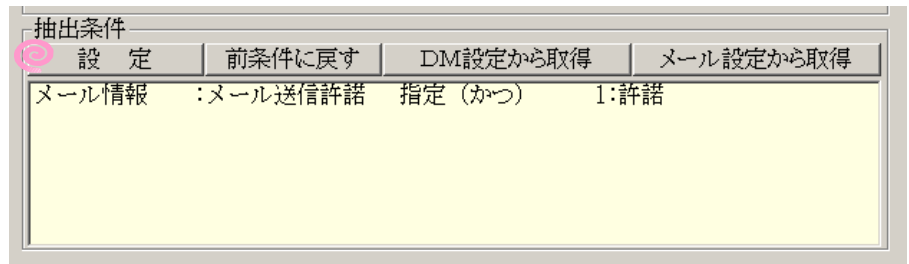 抽出条件
設　定　前条件に戻す　DM設定から取得　メール設定から取得
メール情報　:メール送信許諾　指定（かつ）　1:許諾